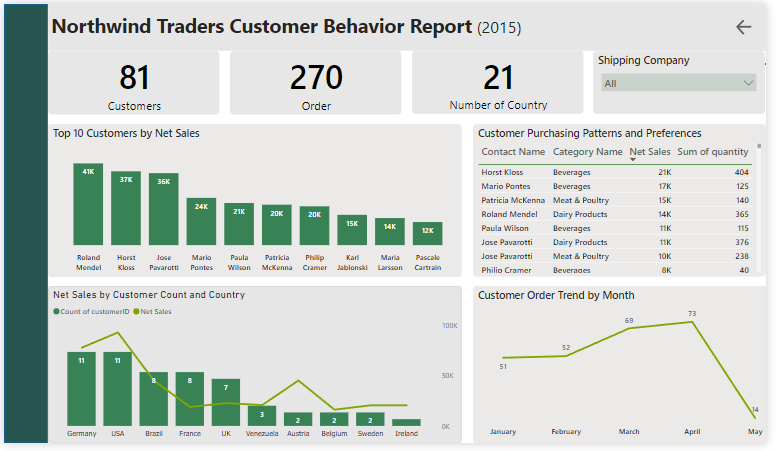 Northwind Traders Customer Behavior Report (2015)
81
Customers
270
Order
21
Number of Country
Shipping Company
All
Top 10 Customers by Net Sales
41K
37K
36K
24K
21K
20K
20K
15K
14K
12K
Roland Mendel
Horst Kloss
Jose Pavarotti
Mario Pontes
Paula Wilson
Patricia McKenna
Philip Cramer
Karl Jablonski
Maria Larsson
Pascale Cartrain
Customer Purchasing Patterns and Preferences
Contact Name Category Name Net Sales Sum of quantity
Horst Kloss Beverages 21K 404
Mario Pontes Beverages 17K 125
Patricia McKenna Meat & Poultry 15K 140
Roland Mendel Dairy Products 14K 365
Paula Wilson Beverages 11K 115
Jose Pavarotti Dairy Products 11K 376
Jose Pavarotti Meat & Poultry 10K 238
Philip Cramer Beverages 8K 40
Net Sales by Customer Count and Country
Count of customerID Net Sales
100K
50K
0K
11
11
8
8
7
3
2
2
2
Germany USA Brazil France UK Venezuela Austria Belgium Sweden Ireland
Customer Order Trend by Month
51
52
69
73
14
January February March April May